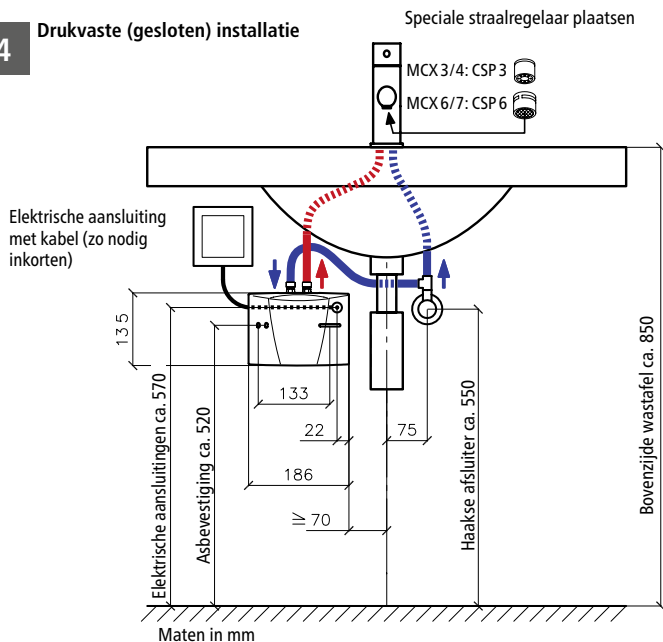 4
Drukvaste (gesloten) installatie
Speciale straalregelaar plaatsen
MCX 3/4: CSP 3
MCX 6/7: CSP 6
Elektrische aansluiting
met kabel (zo nodig
inkorten)
135
133
22
75
186
≥ 70
Elektrische aansluitingen ca. 570
Asbevestiging ca. 520
Haakse afsluiter ca. 550
Bovenzijde wastafel ca. 850
Maten in mm